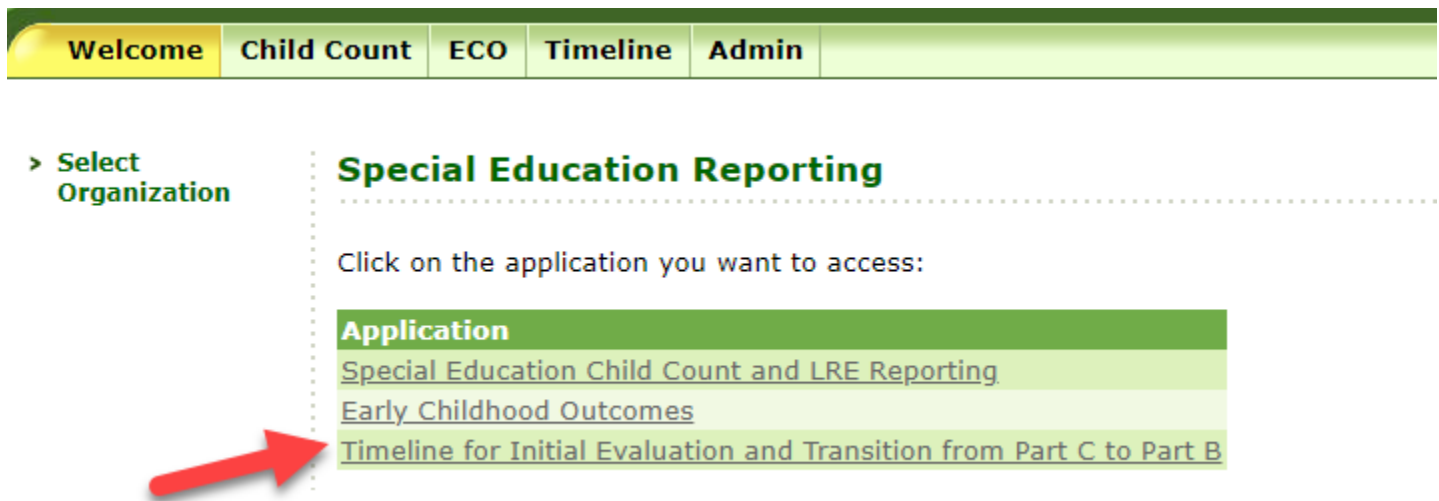 Welcome Child Count ECO Timeline Admin
> Select
Organization
Special Education Reporting
Click on the application you want to access:
Application
Special Education Child Count and LRE Reporting
Early Childhood Outcomes
Timeline for Initial Evaluation and Transition from Part C to Part B